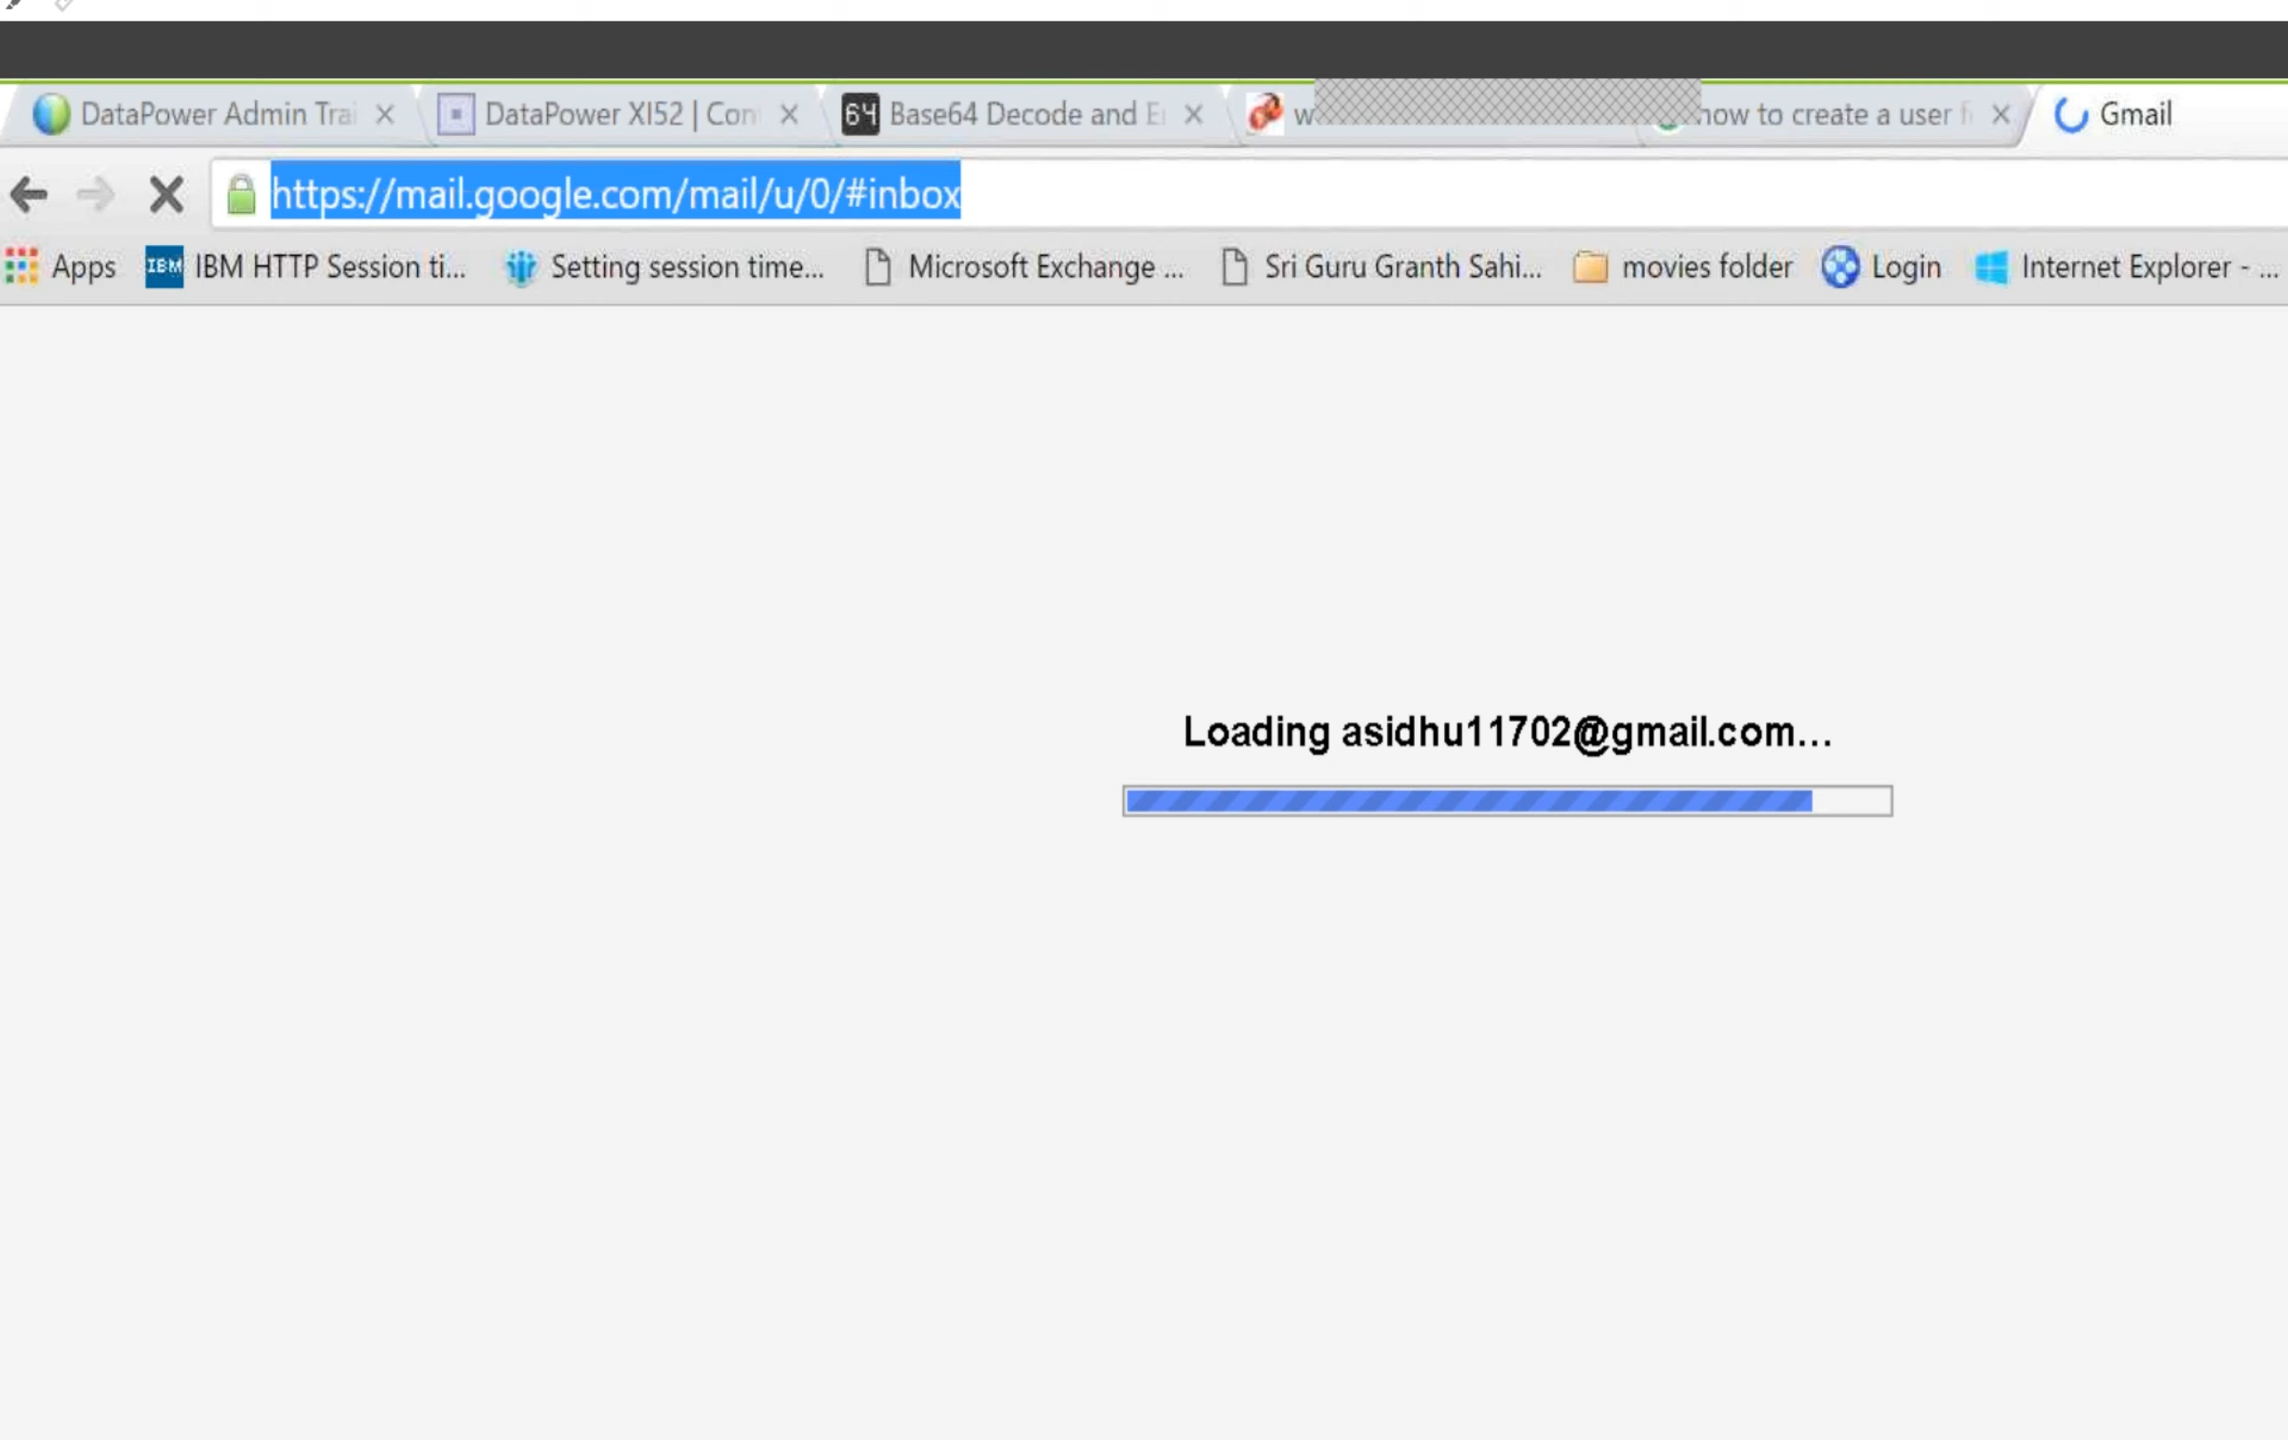 DataPower Admin Trai
DataPower XI52 | Con
64 Base64 Decode and E
w
how to create a user f
Gmail
https://mail.google.com/mail/u/0/#inbox
Apps
IBM IBM HTTP Session ti...
Setting session time...
Microsoft Exchange ...
Sri Guru Granth Sahi...
movies folder
Login
Internet Explorer - ...
Loading asidhu11702@gmail.com...